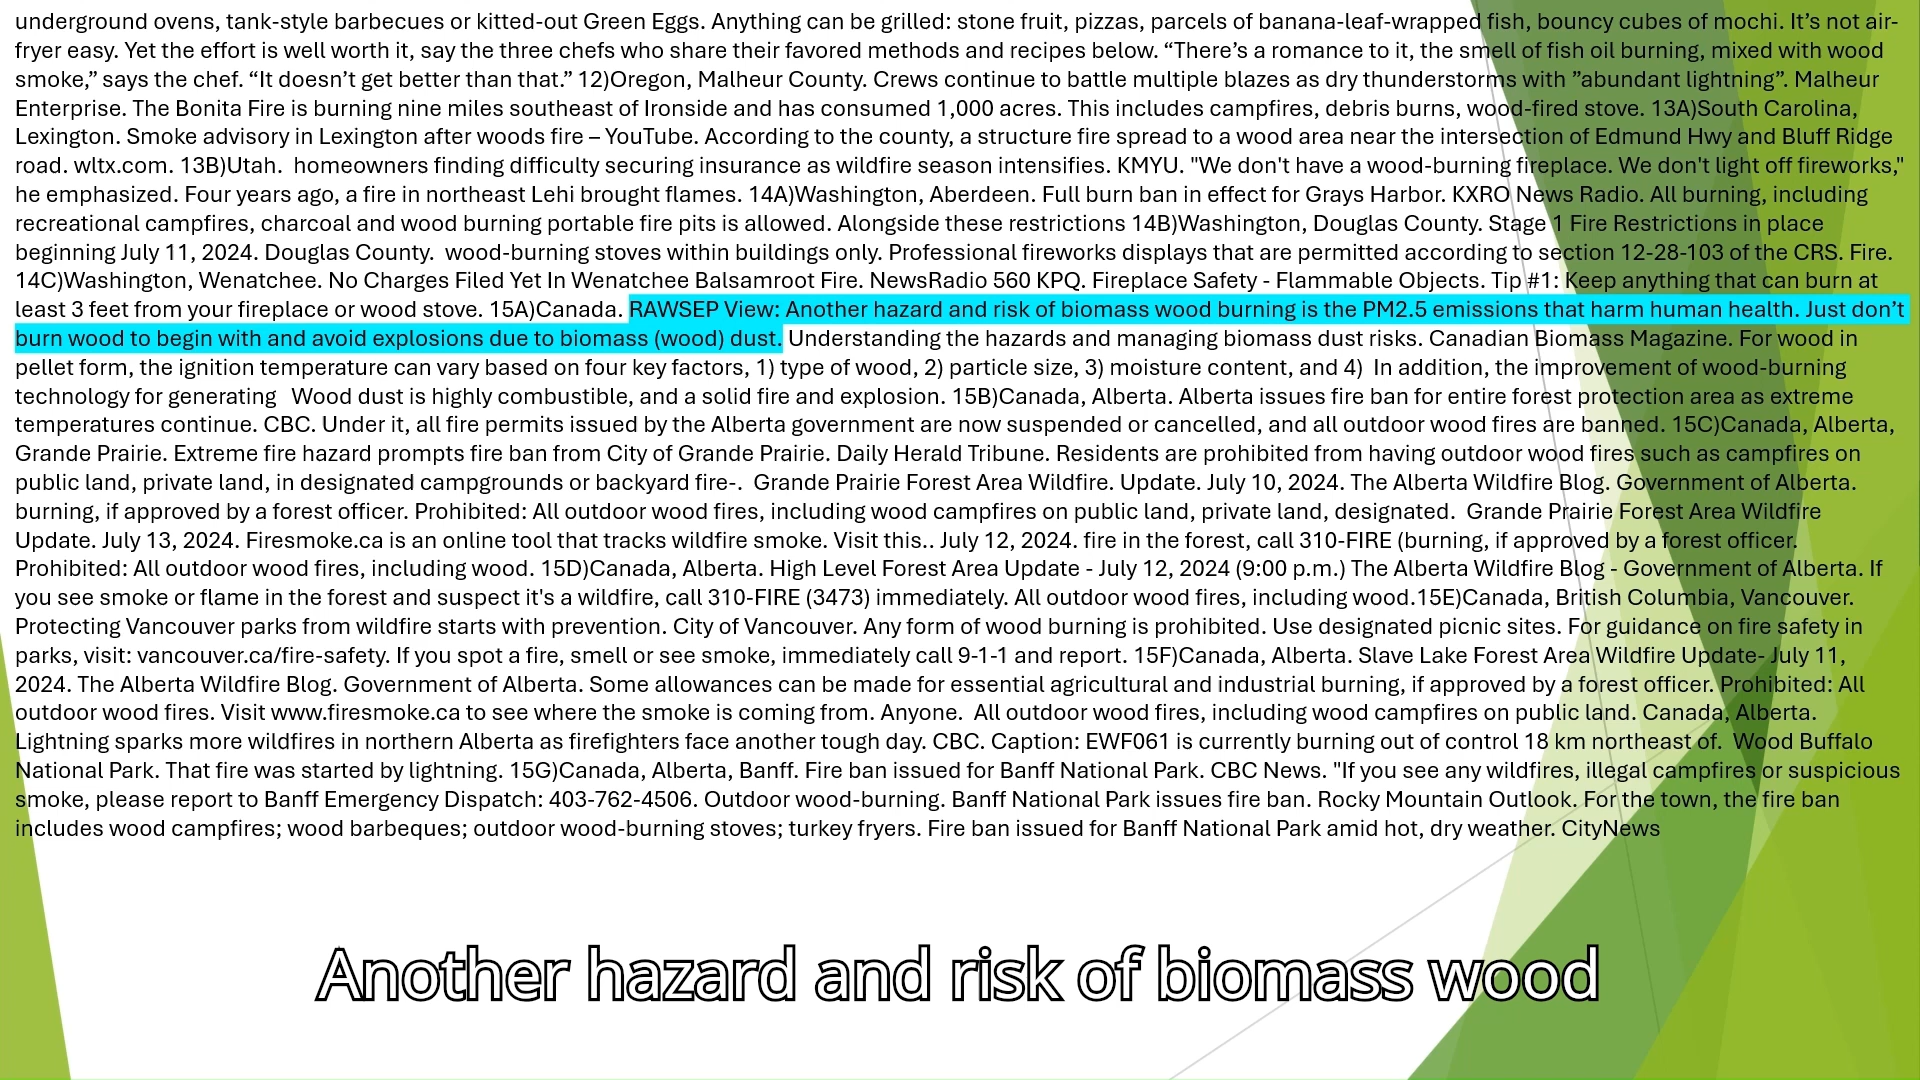 underground ovens, tank-style barbecues or kitted-out Green Eggs. Anything can be grilled: stone fruit, pizzas, parcels of banana-leaf-wrapped fish, bouncy cubes of mochi. It’s not air-
fryer easy. Yet the effort is well worth it, say the three chefs who share their favored methods and recipes below. “There’s a romance to it, the smell of fish oil burning, mixed with wood
smoke,” says the chef. “It doesn’t get better than that.” 12)Oregon, Malheur County. Crews continue to battle multiple blazes as dry thunderstorms with ”abundant lightning”. Malheur
Enterprise. The Bonita Fire is burning nine miles southeast of Ironside and has consumed 1,000 acres. This includes campfires, debris burns, wood-fired stove. 13A)South Carolina,
Lexington. Smoke advisory in Lexington after woods fire – YouTube. According to the county, a structure fire spread to a wood area near the intersection of Edmund Hwy and Bluff Ridge
road. wltx.com. 13B)Utah.  homeowners finding difficulty securing insurance as wildfire season intensifies. KMYU. "We don't have a wood-burning fireplace. We don't light off fireworks,"
he emphasized. Four years ago, a fire in northeast Lehi brought flames. 14A)Washington, Aberdeen. Full burn ban in effect for Grays Harbor. KXRO News Radio. All burning, including
recreational campfires, charcoal and wood burning portable fire pits is allowed. Alongside these restrictions 14B)Washington, Douglas County. Stage 1 Fire Restrictions in place
beginning July 11, 2024. Douglas County.  wood-burning stoves within buildings only. Professional fireworks displays that are permitted according to section 12-28-103 of the CRS. Fire.
14C)Washington, Wenatchee. No Charges Filed Yet In Wenatchee Balsamroot Fire. NewsRadio 560 KPQ. Fireplace Safety - Flammable Objects. Tip #1: Keep anything that can burn at
least 3 feet from your fireplace or wood stove. 15A)Canada. RAWSEP View: Another hazard and risk of biomass wood burning is the PM2.5 emissions that harm human health. Just don’t
burn wood to begin with and avoid explosions due to biomass (wood) dust. Understanding the hazards and managing biomass dust risks. Canadian Biomass Magazine. For wood in
pellet form, the ignition temperature can vary based on four key factors, 1) type of wood, 2) particle size, 3) moisture content, and 4)  In addition, the improvement of wood-burning
technology for generating  Wood dust is highly combustible, and a solid fire and explosion. 15B)Canada, Alberta. Alberta issues fire ban for entire forest protection area as extreme
temperatures continue. CBC. Under it, all fire permits issued by the Alberta government are now suspended or cancelled, and all outdoor wood fires are banned. 15C)Canada, Alberta,
Grande Prairie. Extreme fire hazard prompts fire ban from City of Grande Prairie. Daily Herald Tribune. Residents are prohibited from having outdoor wood fires such as campfires on
public land, private land, in designated campgrounds or backyard fire-.  Grande Prairie Forest Area Wildfire. Update. July 10, 2024. The Alberta Wildfire Blog. Government of Alberta.
burning, if approved by a forest officer. Prohibited: All outdoor wood fires, including wood campfires on public land, private land, designated.  Grande Prairie Forest Area Wildfire
Update. July 13, 2024. Firesmoke.ca is an online tool that tracks wildfire smoke. Visit this.. July 12, 2024. fire in the forest, call 310-FIRE (burning, if approved by a forest officer.
Prohibited: All outdoor wood fires, including wood. 15D)Canada, Alberta. High Level Forest Area Update - July 12, 2024 (9:00 p.m.) The Alberta Wildfire Blog - Government of Alberta. If
you see smoke or flame in the forest and suspect it's a wildfire, call 310-FIRE (3473) immediately. All outdoor wood fires, including wood.15E)Canada, British Columbia, Vancouver.
Protecting Vancouver parks from wildfire starts with prevention. City of Vancouver. Any form of wood burning is prohibited. Use designated picnic sites. For guidance on fire safety in
parks, visit: vancouver.ca/fire-safety. If you spot a fire, smell or see smoke, immediately call 9-1-1 and report. 15F)Canada, Alberta. Slave Lake Forest Area Wildfire Update- July 11,
2024. The Alberta Wildfire Blog. Government of Alberta. Some allowances can be made for essential agricultural and industrial burning, if approved by a forest officer. Prohibited: All
outdoor wood fires. Visit www.firesmoke.ca to see where the smoke is coming from. Anyone.  All outdoor wood fires, including wood campfires on public land. Canada, Alberta.
Lightning sparks more wildfires in northern Alberta as firefighters face another tough day. CBC. Caption: EWF061 is currently burning out of control 18 km northeast of.  Wood Buffalo
National Park. That fire was started by lightning. 15G)Canada, Alberta, Banff. Fire ban issued for Banff National Park. CBC News. "If you see any wildfires, illegal campfires or suspicious
smoke, please report to Banff Emergency Dispatch: 403-762-4506. Outdoor wood-burning. Banff National Park issues fire ban. Rocky Mountain Outlook. For the town, the fire ban
includes wood campfires; wood barbeques; outdoor wood-burning stoves; turkey fryers. Fire ban issued for Banff National Park amid hot, dry weather. CityNews
Another hazard and risk of biomass wood